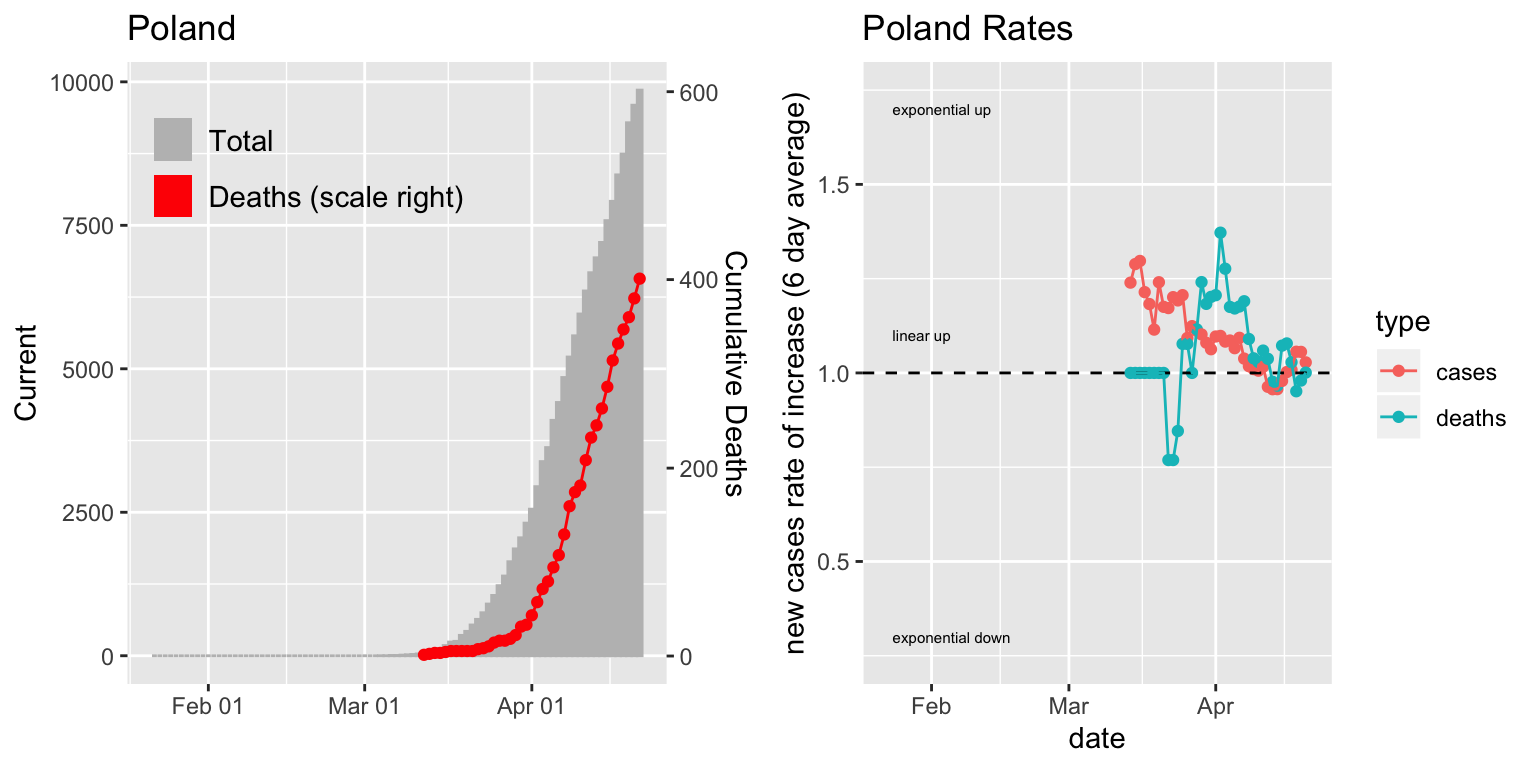 Poland
10000
7500
5000
2500
0
Current
Total
Deaths (scale right)
600
400
200
0
Cumulative Deaths
Feb 01
Mar 01
Apr 01
Poland Rates
new cases rate of increase (6 day average)
1.5
1.0
0.5
exponential up
linear up
exponential down
Feb
Mar
Apr
date
type
cases
deaths